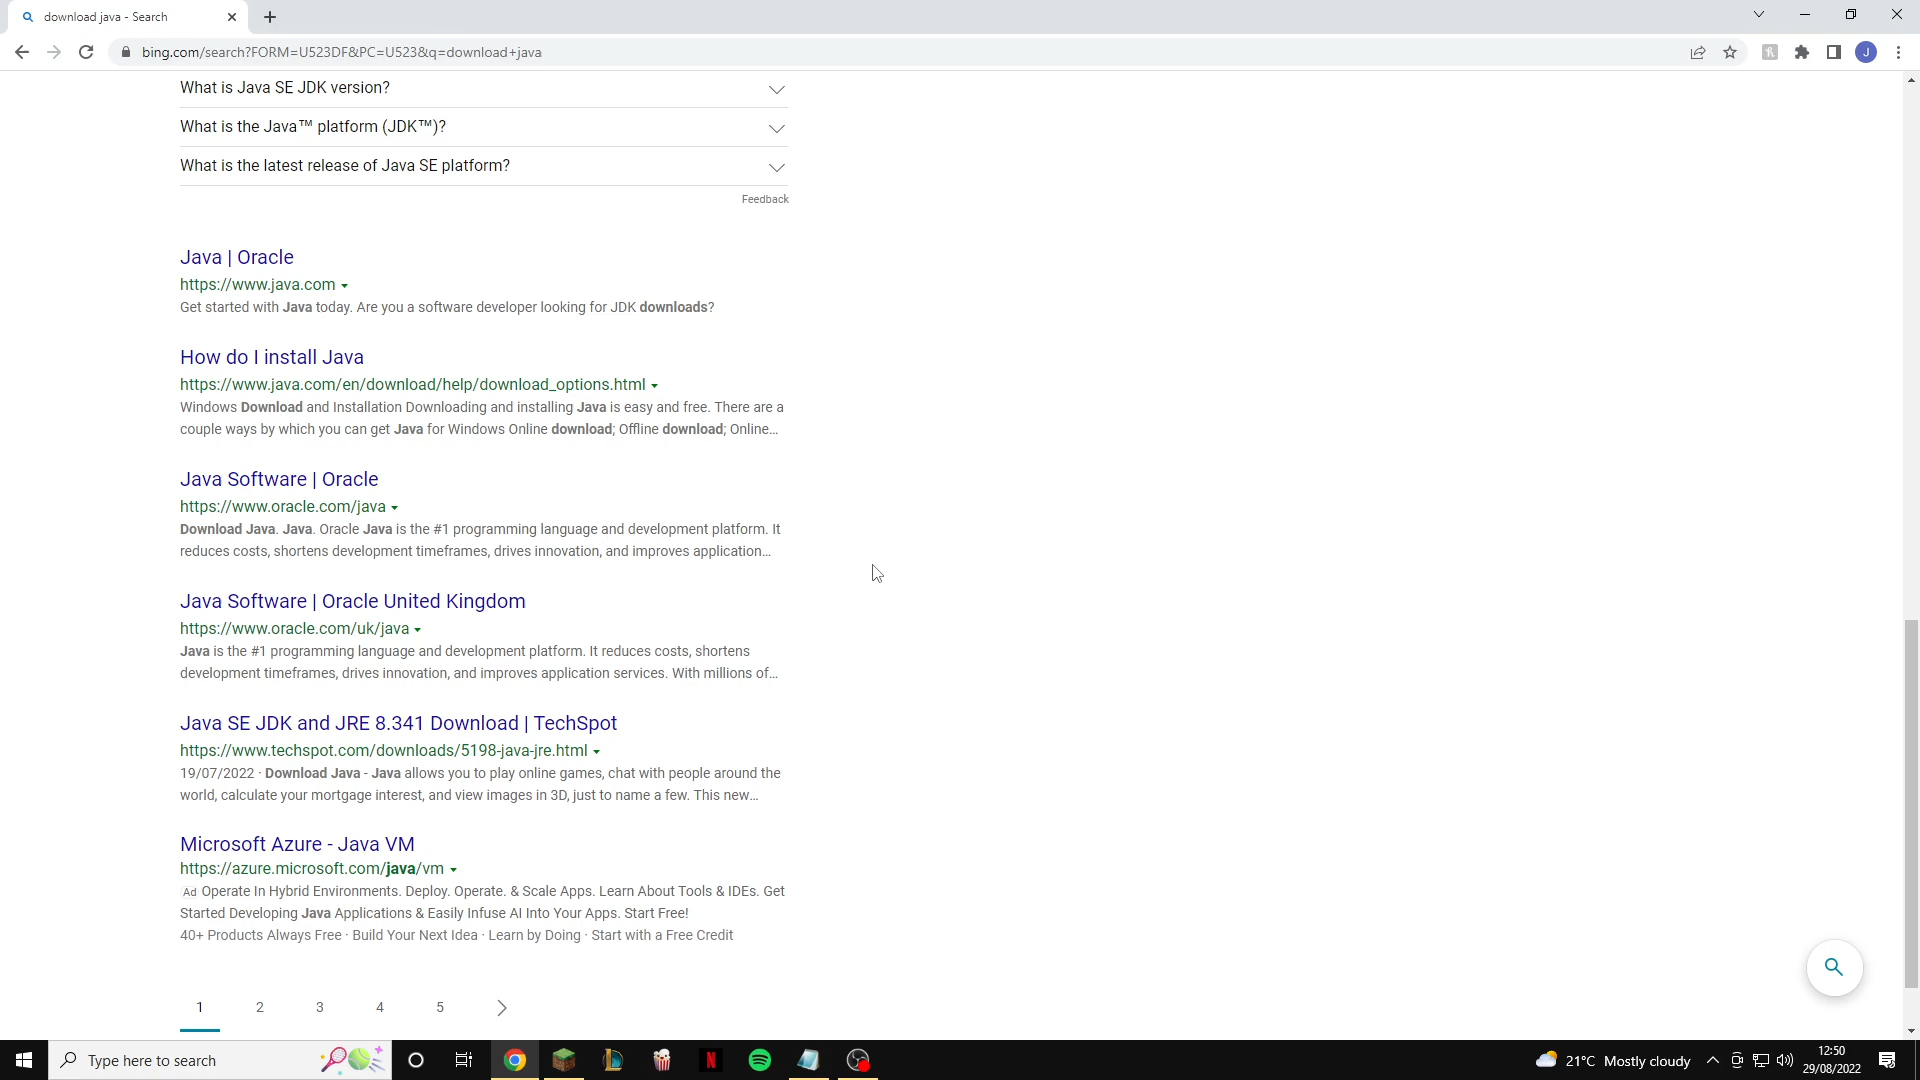 download java - Search
bing.com/search?FORM=U523DF&PC=U523&q=download+java
J
What is Java SE JDK version?
What is the Java™ platform (JDK™)?
What is the latest release of Java SE platform?
Feedback
Java | Oracle
https://www.java.com
Get started with Java today. Are you a software developer looking for JDK downloads?
How do I install Java
https://www.java.com/en/download/help/download_options.html
Windows Download and Installation Downloading and installing Java is easy and free. There are a
couple ways by which you can get Java for Windows Online download; Offline download; Online...
Java Software | Oracle
https://www.oracle.com/java
Download Java. Java. Oracle Java is the #1 programming language and development platform. It
reduces costs, shortens development timeframes, drives innovation, and improves application...
Java Software | Oracle United Kingdom
https://www.oracle.com/uk/java
Java is the #1 programming language and development platform. It reduces costs, shortens
development timeframes, drives innovation, and improves application services. With millions of...
Java SE JDK and JRE 8.341 Download | TechSpot
https://www.techspot.com/downloads/5198-java-jre.html
19/07/2022 · Download Java - Java allows you to play online games, chat with people around the
world, calculate your mortgage interest, and view images in 3D, just to name a few. This new...
Microsoft Azure - Java VM
https://azure.microsoft.com/java/vm
Ad Operate In Hybrid Environments. Deploy. Operate. & Scale Apps. Learn About Tools & IDEs. Get
Started Developing Java Applications & Easily Infuse AI Into Your Apps. Start Free!
40+ Products Always Free · Build Your Next Idea · Learn by Doing · Start with a Free Credit
1 2 3 4 5
Type here to search
N
21°C Mostly cloudy
12:50
29/08/2022